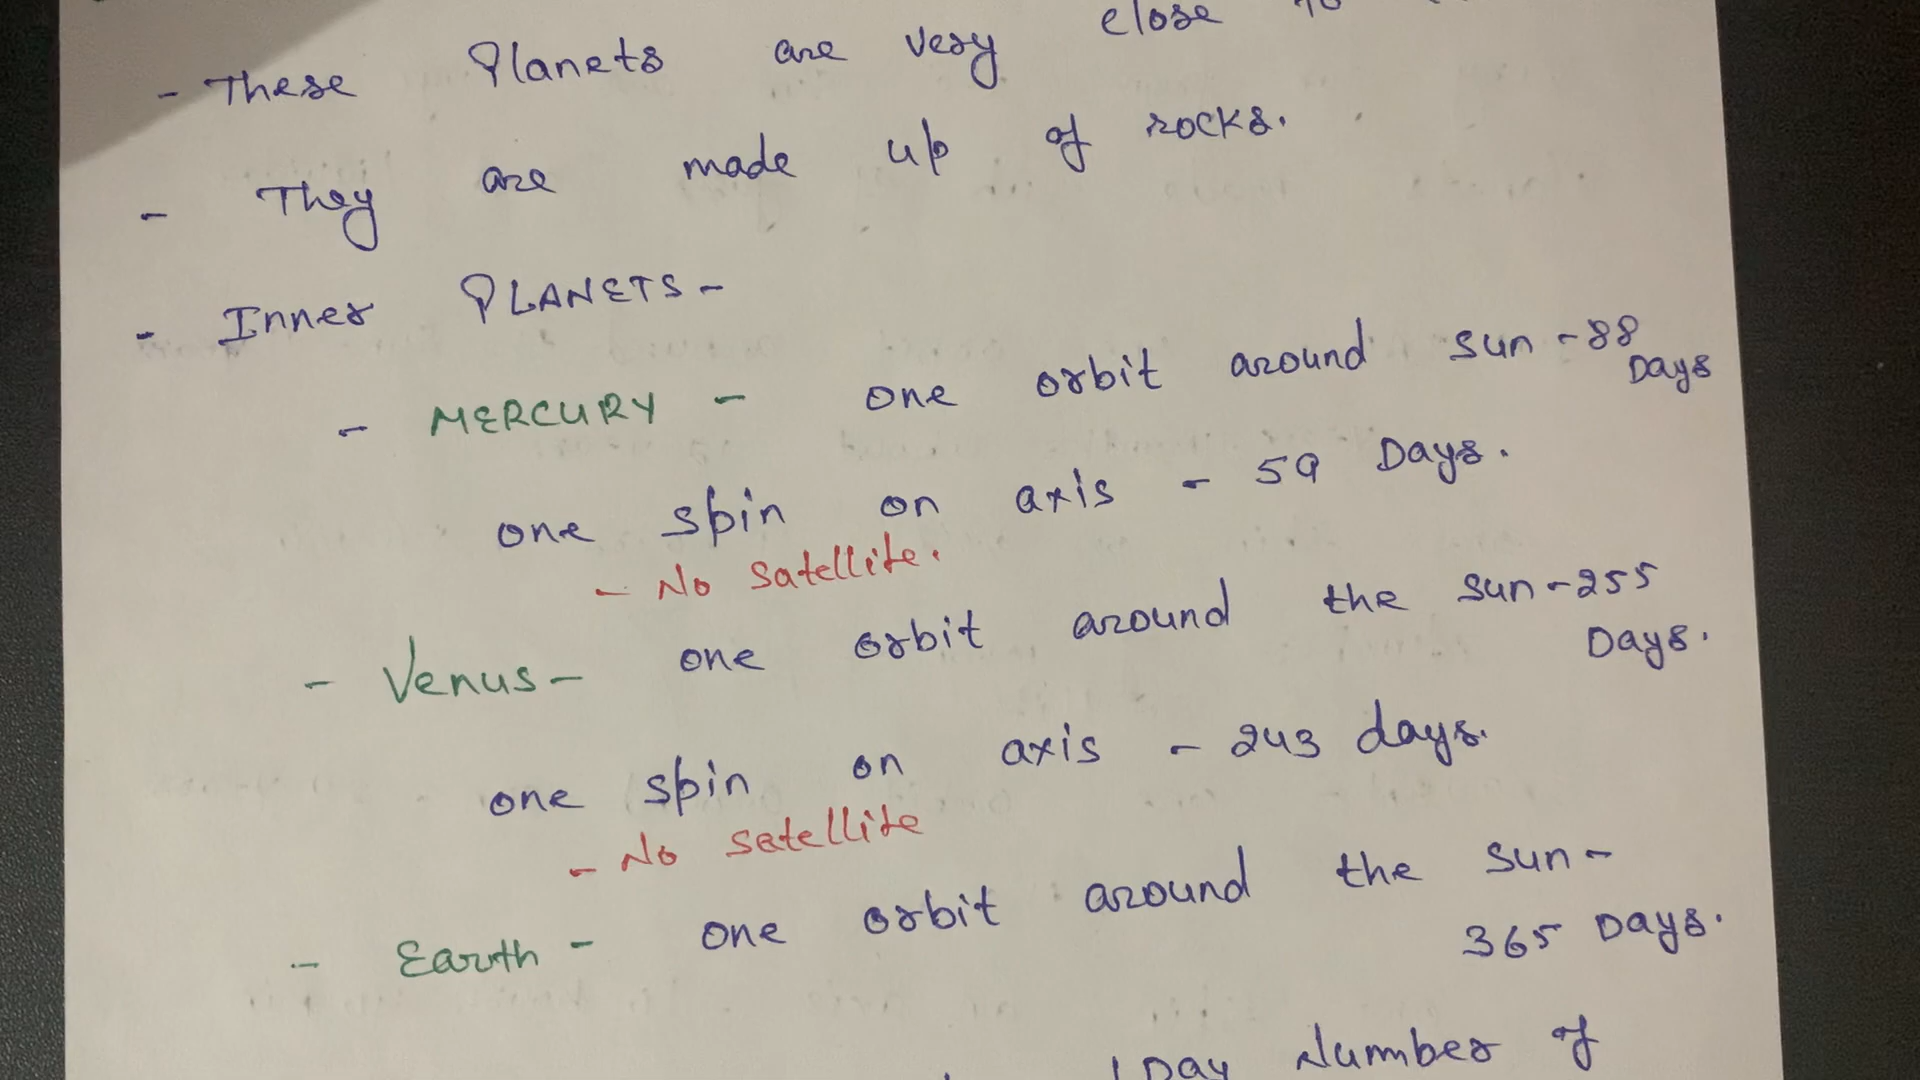 - These Planets are very close to
- They are made up of rocks.
- Inner PLANETS -
- MERCURY - one orbit around sun - 88 Days
one spin on axis - 59 Days.
- No Satellite.
- Venus - one orbit around the sun - 255 Days.
one spin on axis - 243 days.
- No satellite
- Earth - one orbit around the sun -
365 Days.
1 Day Number of